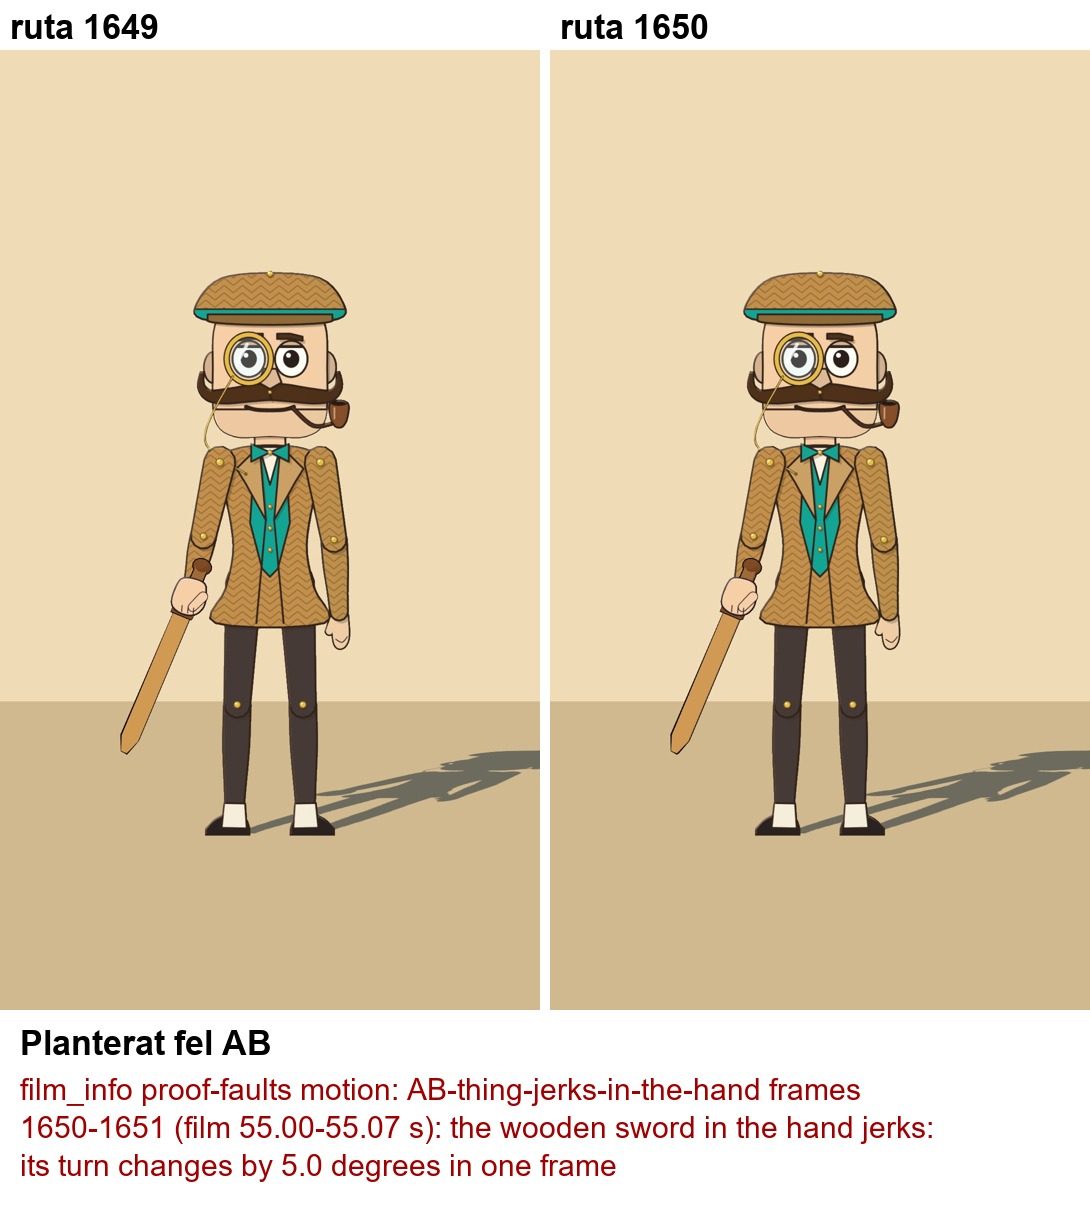 ruta 1649
ruta 1650
Planterat fel AB
film_info proof-faults motion: AB-thing-jerks-in-the-hand frames
1650-1651 (film 55.00-55.07 s): the wooden sword in the hand jerks:
its turn changes by 5.0 degrees in one frame